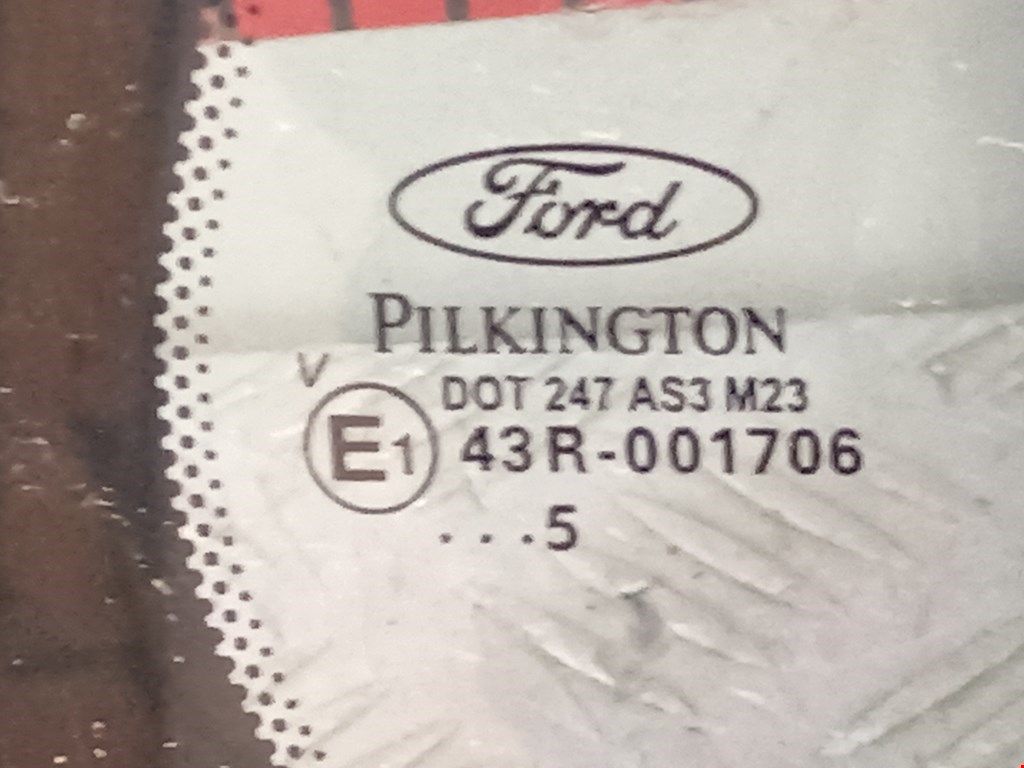 Ford
PILKINGTON
V
DOT 247 AS3 M23
E1 43R-001706
...5